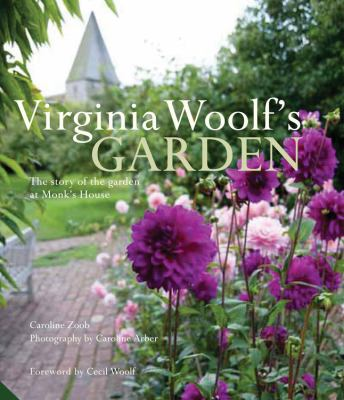 Virginia Woolf's
GARDEN
The story of the garden
at Monk's House
Caroline Zoob
Photography by Caroline Arber
Foreword by Cecil Woolf